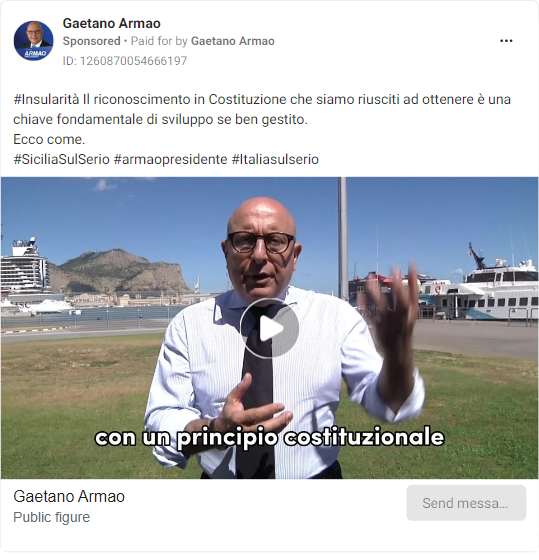 Gaetano Armao
Sponsored • Paid for by Gaetano Armao
ID: 1260870054666197
#Insularità Il riconoscimento in Costituzione che siamo riusciti ad ottenere è una
chiave fondamentale di sviluppo se ben gestito.
Ecco come.
#SiciliaSulSerio #armaopresidente #Italiasulserio
ARMAO
con un principio costituzionale
Gaetano Armao
Public figure
Send messa...